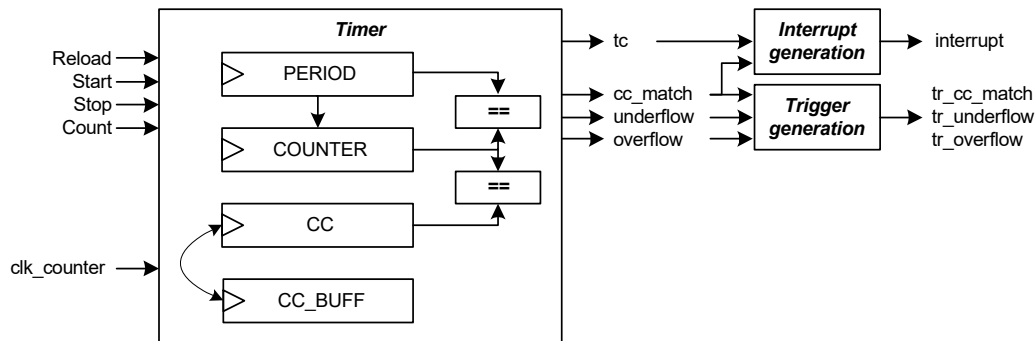 Timer
Reload
Start
Stop
Count
clk_counter
PERIOD
COUNTER
CC
CC_BUFF
==
==
tc
cc_match
underflow
overflow
Interrupt
generation
Trigger
generation
interrupt
tr_cc_match
tr_underflow
tr_overflow